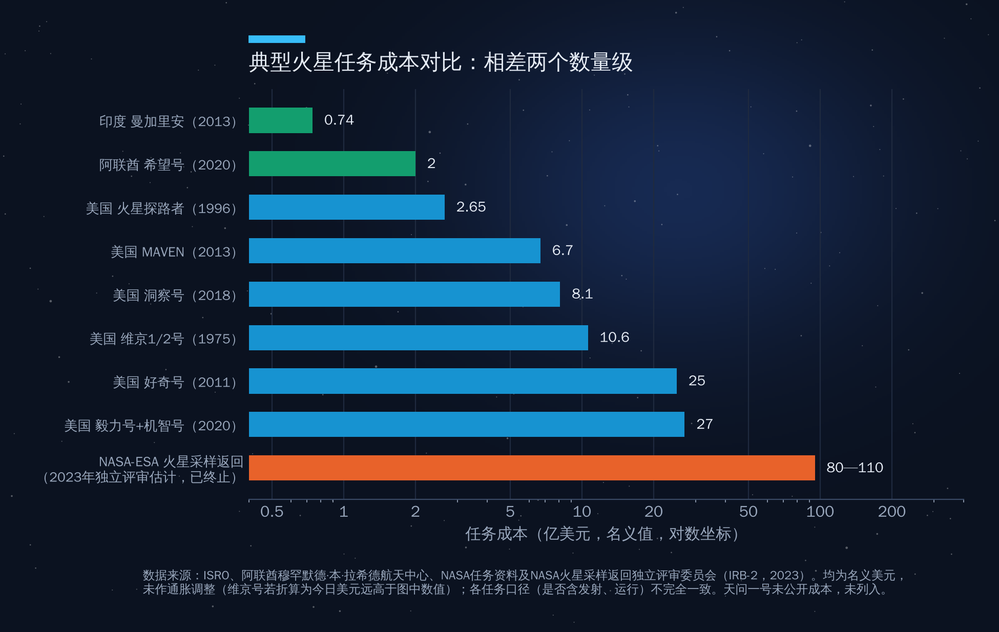 典型火星任务成本对比：相差两个数量级
印度 曼加里安（2013） 0.74
阿联酋 希望号（2020） 2
美国 火星探路者（1996） 2.65
美国 MAVEN（2013） 6.7
美国 洞察号（2018） 8.1
美国 维京1/2号（1975） 10.6
美国 好奇号（2011） 25
美国 毅力号+机智号（2020） 27
NASA-ESA 火星采样返回
（2023年独立评审估计，已终止） 80—110
0.5 1 2 5 10 20 50 100 200
任务成本（亿美元，名义值，对数坐标）
数据来源：ISRO、阿联酋穆罕默德·本·拉希德航天中心、NASA任务资料及NASA火星采样返回独立评审委员会（IRB-2，2023）。均为名义美元，
未作通胀调整（维京号若折算为今日美元远高于图中数值）；各任务口径（是否含发射、运行）不完全一致。天问一号未公开成本，未列入。